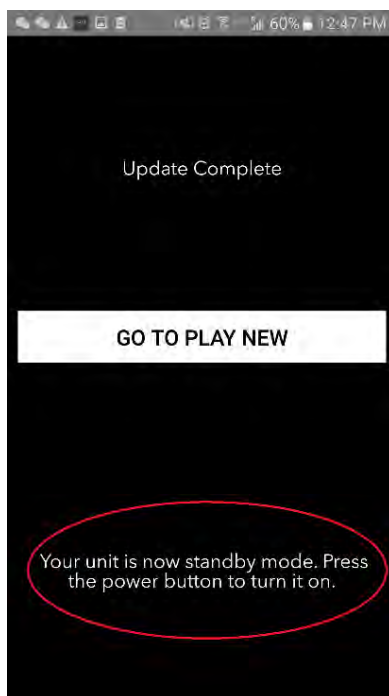 60% 12:47 PM
Update Complete
GO TO PLAY NEW
Your unit is now standby mode. Press
the power button to turn it on.